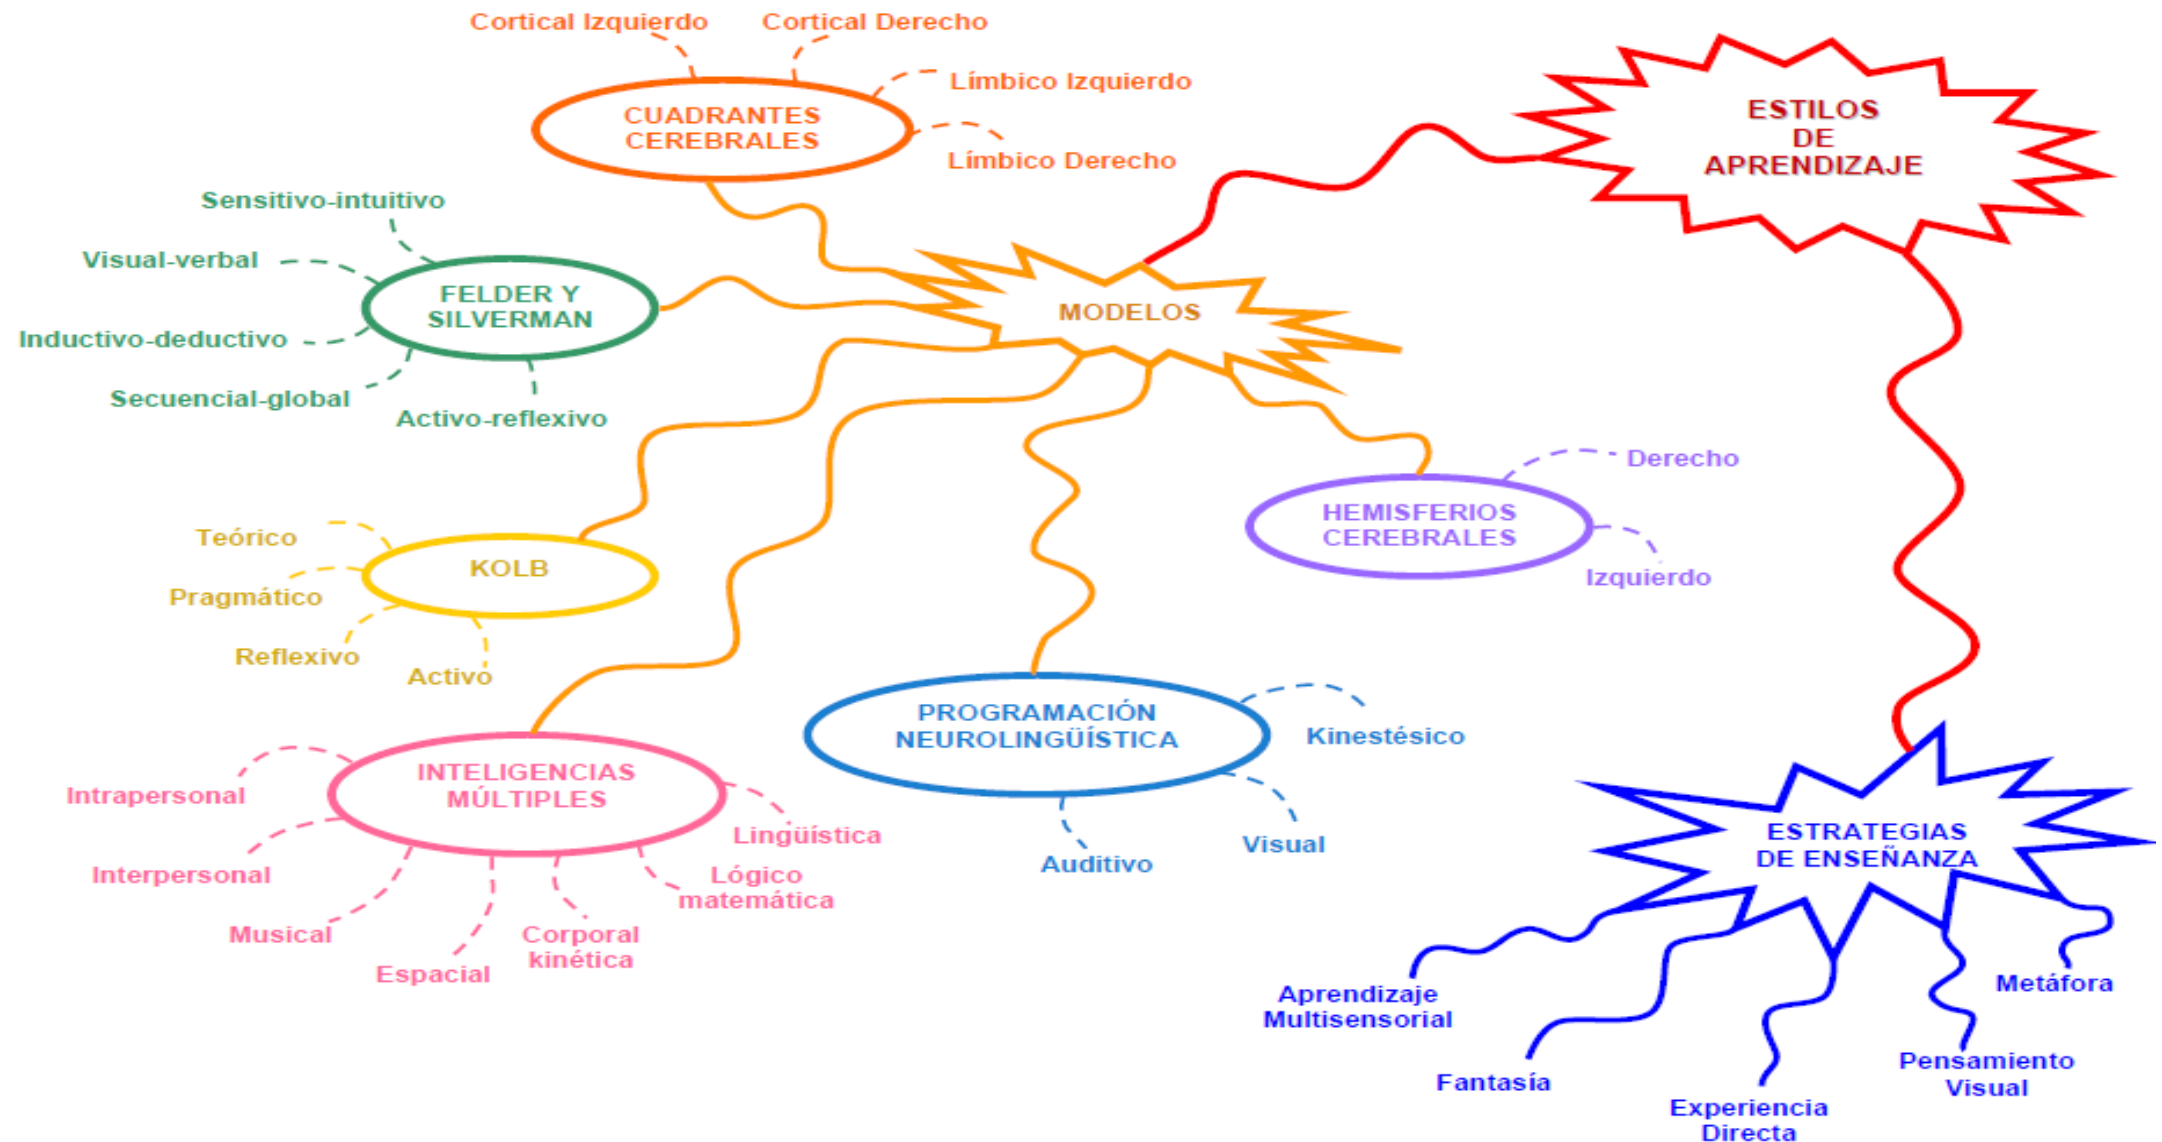 Cortical Izquierdo
Cortical Derecho
Límbico Izquierdo
Límbico Derecho
CUADRANTES
CEREBRALES
ESTILOS
DE
APRENDIZAJE
Sensitivo-intuitivo
Visual-verbal
Inductivo-deductivo
Secuencial-global
Activo-reflexivo
FELDER Y
SILVERMAN
MODELOS
Derecho
Izquierdo
HEMISFERIOS
CEREBRALES
Teórico
Pragmático
Reflexivo
Activo
KOLB
PROGRAMACIÓN
NEUROLINGÜÍSTICA
Kinestésico
Visual
Auditivo
INTELIGENCIAS
MÚLTIPLES
Intrapersonal
Interpersonal
Musical
Espacial
Corporal
kinética
Lógico
matemática
Lingüística
ESTRATEGIAS
DE ENSEÑANZA
Aprendizaje
Multisensorial
Fantasía
Experiencia
Directa
Pensamiento
Visual
Metáfora